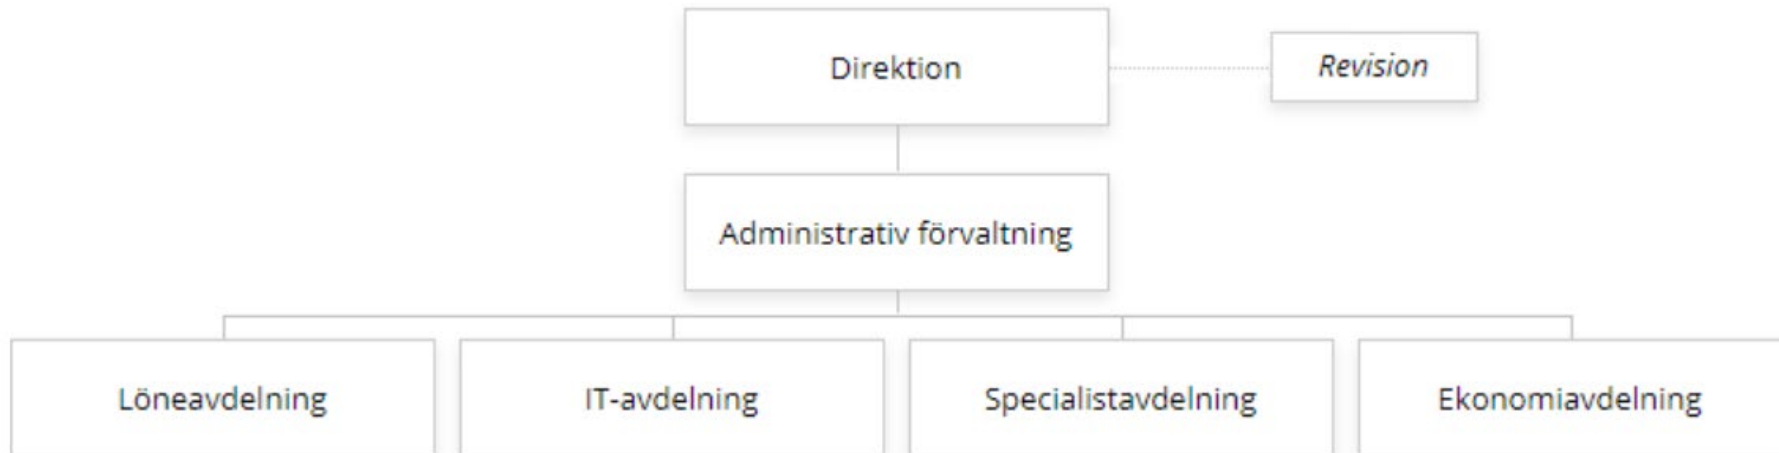 Direktion
Revision
Administrativ förvaltning
Löneavdelning
IT-avdelning
Specialistavdelning
Ekonomiavdelning